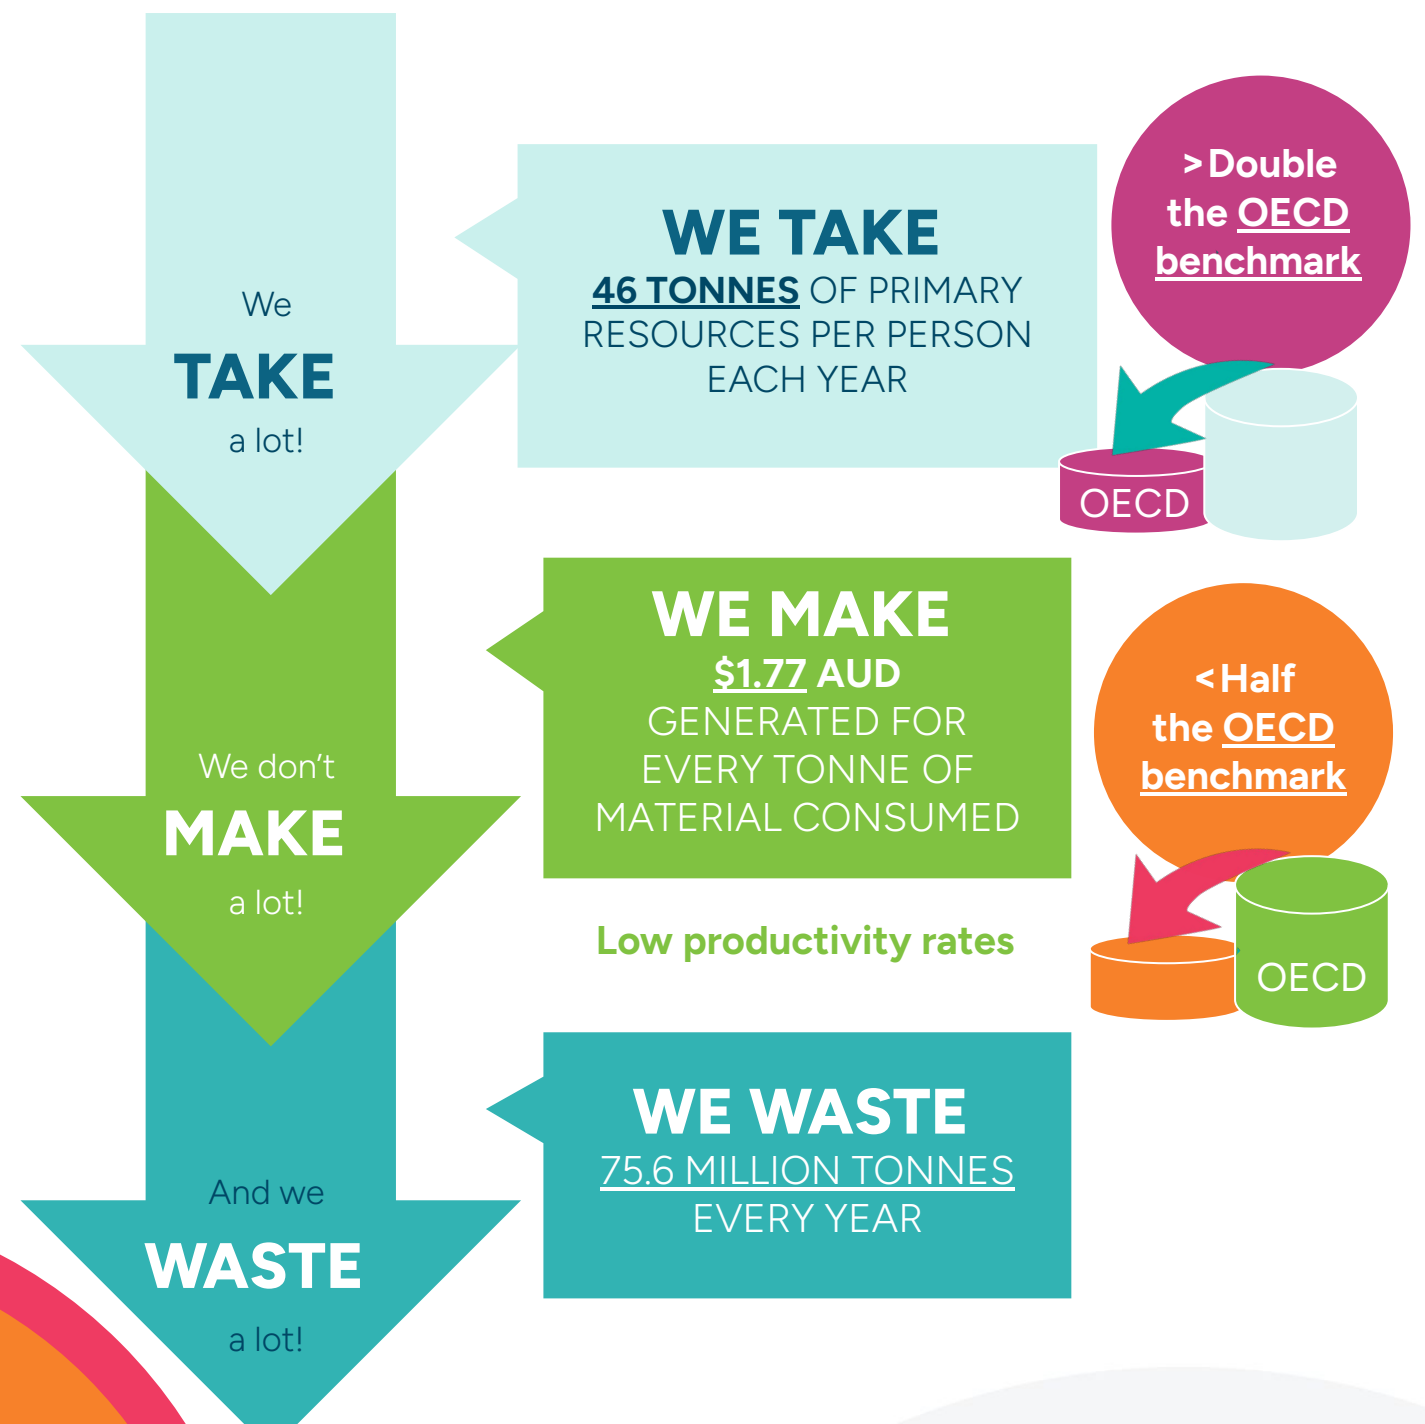 We
TAKE
a lot!
WE TAKE
46 TONNES OF PRIMARY
RESOURCES PER PERSON
EACH YEAR
>Double
the OECD
benchmark
OECD
We don't
MAKE
a lot!
WE MAKE
$1.77 AUD
GENERATED FOR
EVERY TONNE OF
MATERIAL CONSUMED
Low productivity rates
<Half
the OECD
benchmark
OECD
And we
WASTE
a lot!
WE WASTE
75.6 MILLION TONNES
EVERY YEAR